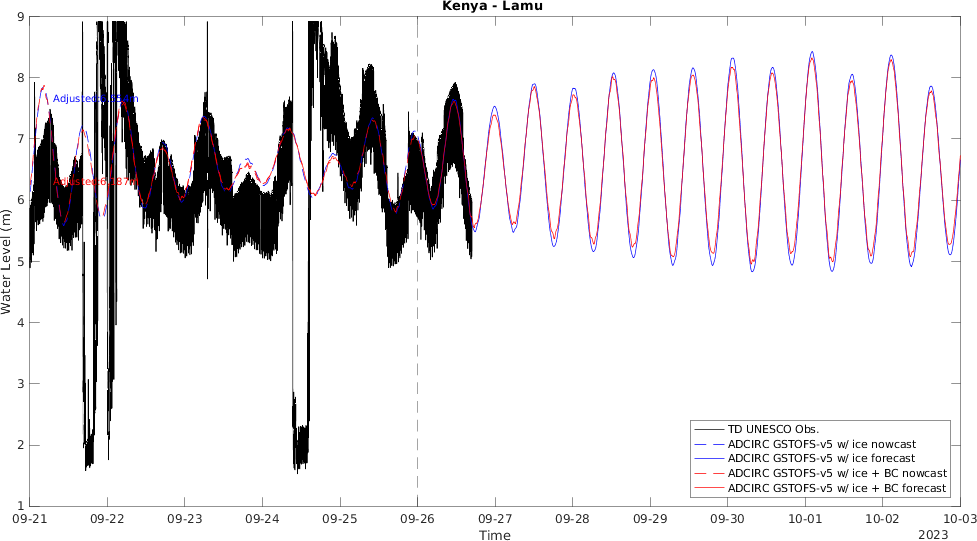 Kenya - Lamu
9
8
7
6
5
4
3
2
1
Water Level (m)
TD UNESCO Obs.
ADCIRC GSTOFS-v5 w/ ice nowcast
ADCIRC GSTOFS-v5 w/ ice forecast
ADCIRC GSTOFS-v5 w/ ice + BC nowcast
ADCIRC GSTOFS-v5 w/ ice + BC forecast
09-21 09-22 09-23 09-24 09-25 09-26 09-27 09-28 09-29 09-30 10-01 10-02 10-03
Time
2023